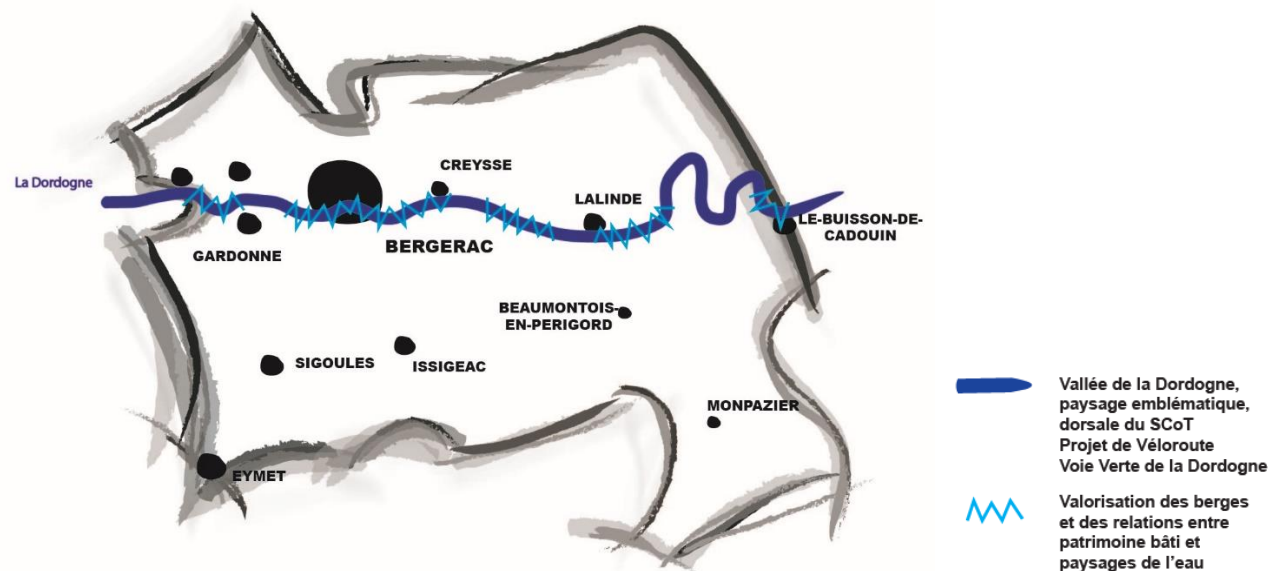 CREYSSE
La Dordogne
LALINDE
LE-BUISSON-DE-
CADOUIN
GARDONNE
BERGERAC
BEAUMONTOIS-
EN-PERIGORD
SIGOULES
ISSIGEAC
MONPAZIER
EYMET
Vallée de la Dordogne,
paysage emblématique,
dorsale du SCoT
Projet de Véloroute
Voie Verte de la Dordogne
Valorisation des berges
et des relations entre
patrimoine bâti et
paysages de l'eau